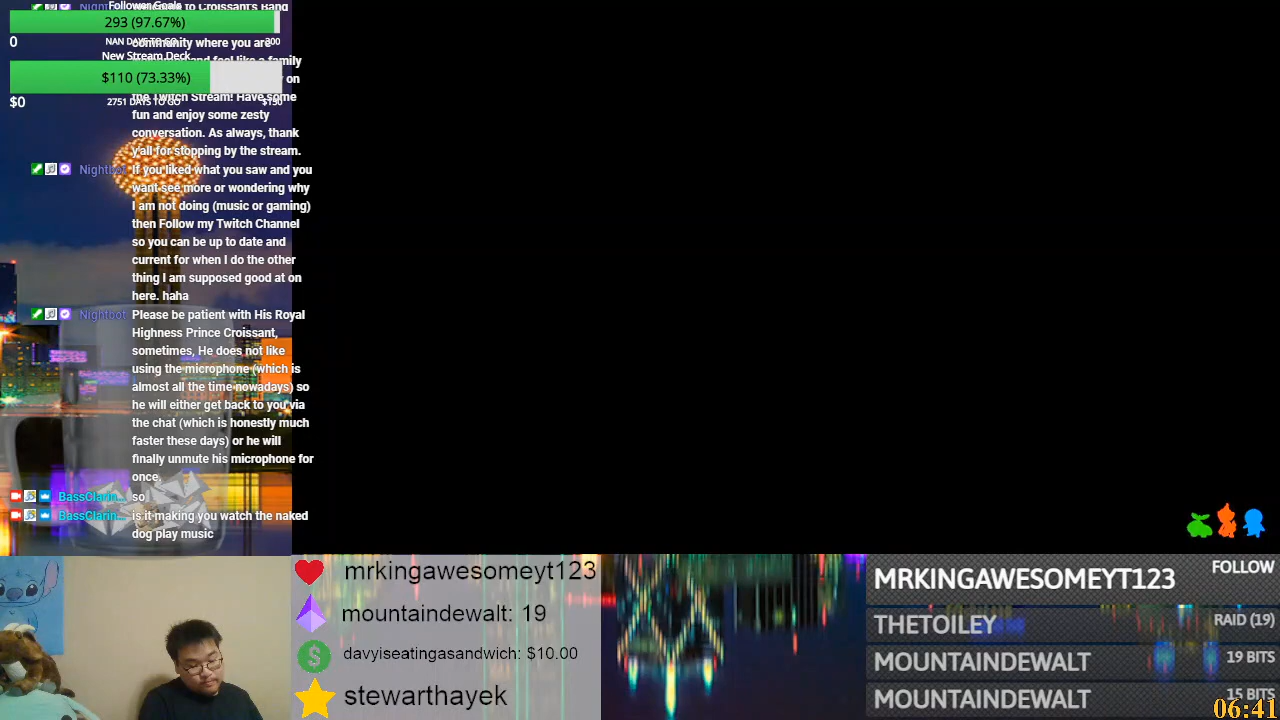 Follower Goals
293 (97.67%)
0
NAN DAYS TO GO
300
New Stream Deck
$110 (73.33%)
$0
2751 DAYS TO GO
$150
to Croissant's Band
community where you are
and feel like a family
on
the Twitch Stream! Have some
fun and enjoy some zesty
conversation. As always, thank
y'all for stopping by the stream.
Nightbot If you liked what you saw and you
want see more or wondering why
I am not doing (music or gaming)
then Follow my Twitch Channel
so you can be up to date and
current for when I do the other
thing I am supposed good at on
here. haha
Nightbot Please be patient with His Royal
Highness Prince Croissant,
sometimes, He does not like
using the microphone (which is
almost all the time nowadays) so
he will either get back to you via
the chat (which is honestly much
faster these days) or he will
finally unmute his microphone for
once.
BassClarin... so
BassClarin... is it making you watch the naked
dog play music
mrkingawesomeyt123
mountaindewalt: 19
davyiseatingasandwich: $10.00
stewarthayek
MRKINGAWESOMEYT123 FOLLOW
THETOILEY RAID (19)
MOUNTAINDEWALT 19 BITS
MOUNTAINDEWALT 15 BITS
06:41